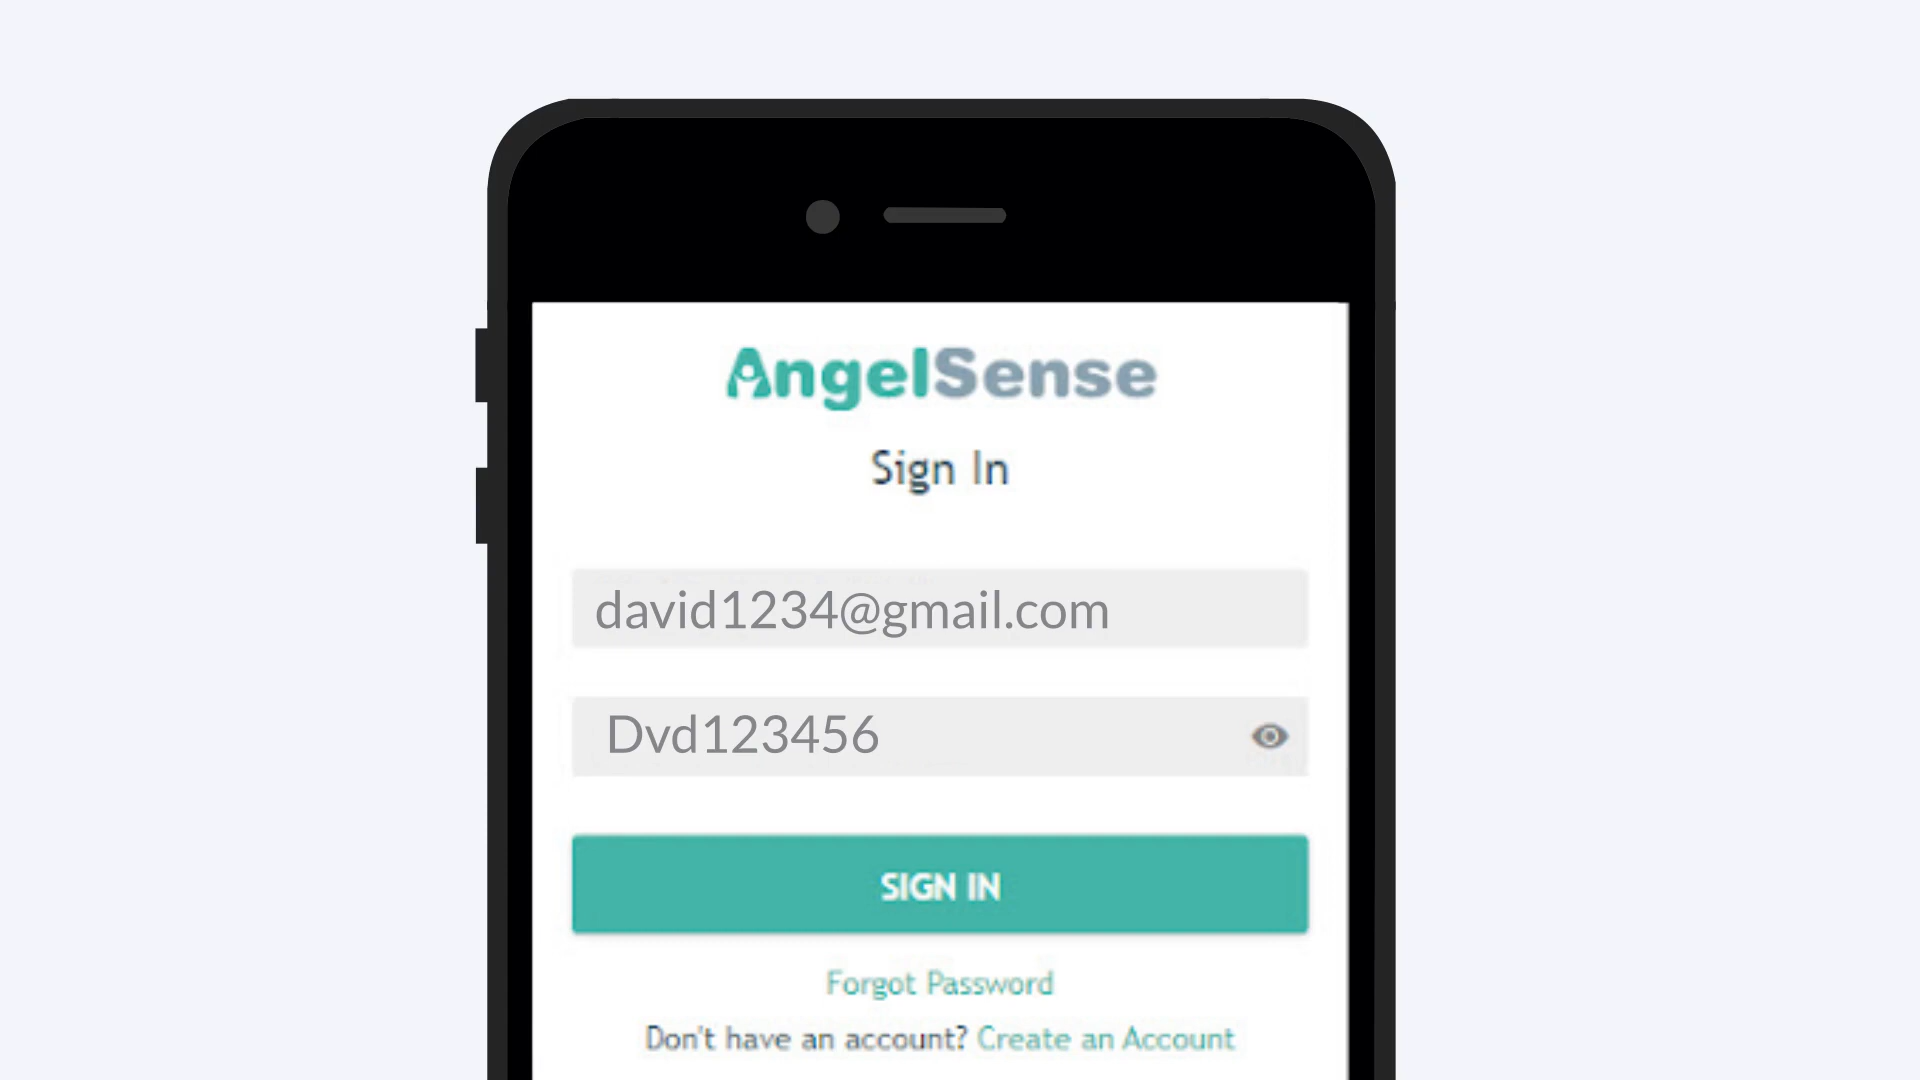 AngelSense
Sign In
david1234@gmail.com
Dvd123456
SIGN IN
Forgot Password
Don't have an account? Create an Account